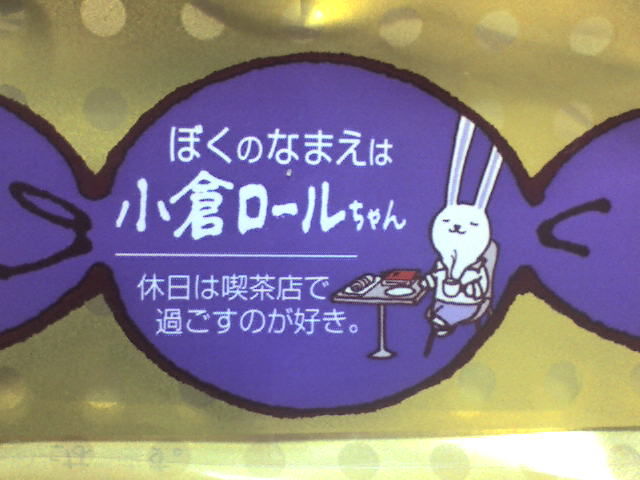 ぼくのなまえは
小倉ロールちゃん
休日は喫茶店で
過ごすのが好き。